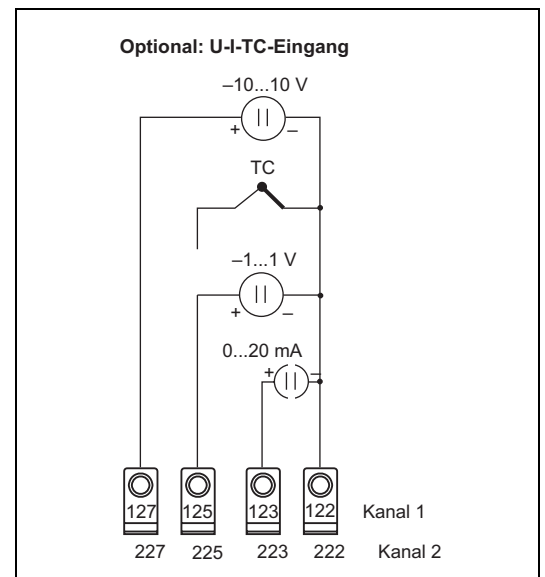 Optional: U-I-TC-Eingang
–10...10 V
+ –
TC
–1...1 V
+ –
0...20 mA
+ –
127 125 123 122 Kanal 1
227 225 223 222 Kanal 2